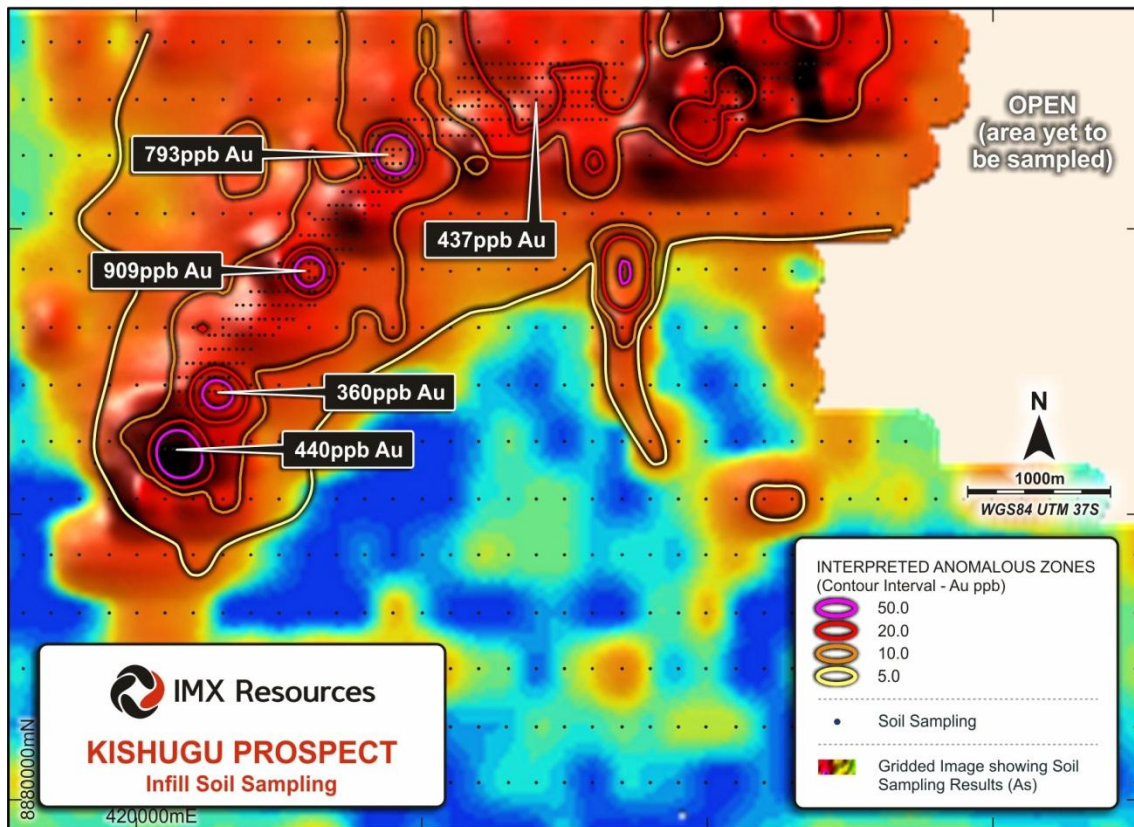 OPEN
(area yet to
be sampled)
793ppb Au
437ppb Au
909ppb Au
360ppb Au
440ppb Au
N
1000m
WGS84 UTM 37S
INTERPRETED ANOMALOUS ZONES
(Contour Interval - Au ppb)
50.0
20.0
10.0
5.0
Soil Sampling
Gridded Image showing Soil
Sampling Results (As)
IMX Resources
KISHUGU PROSPECT
Infill Soil Sampling
8880000mN
420000mE